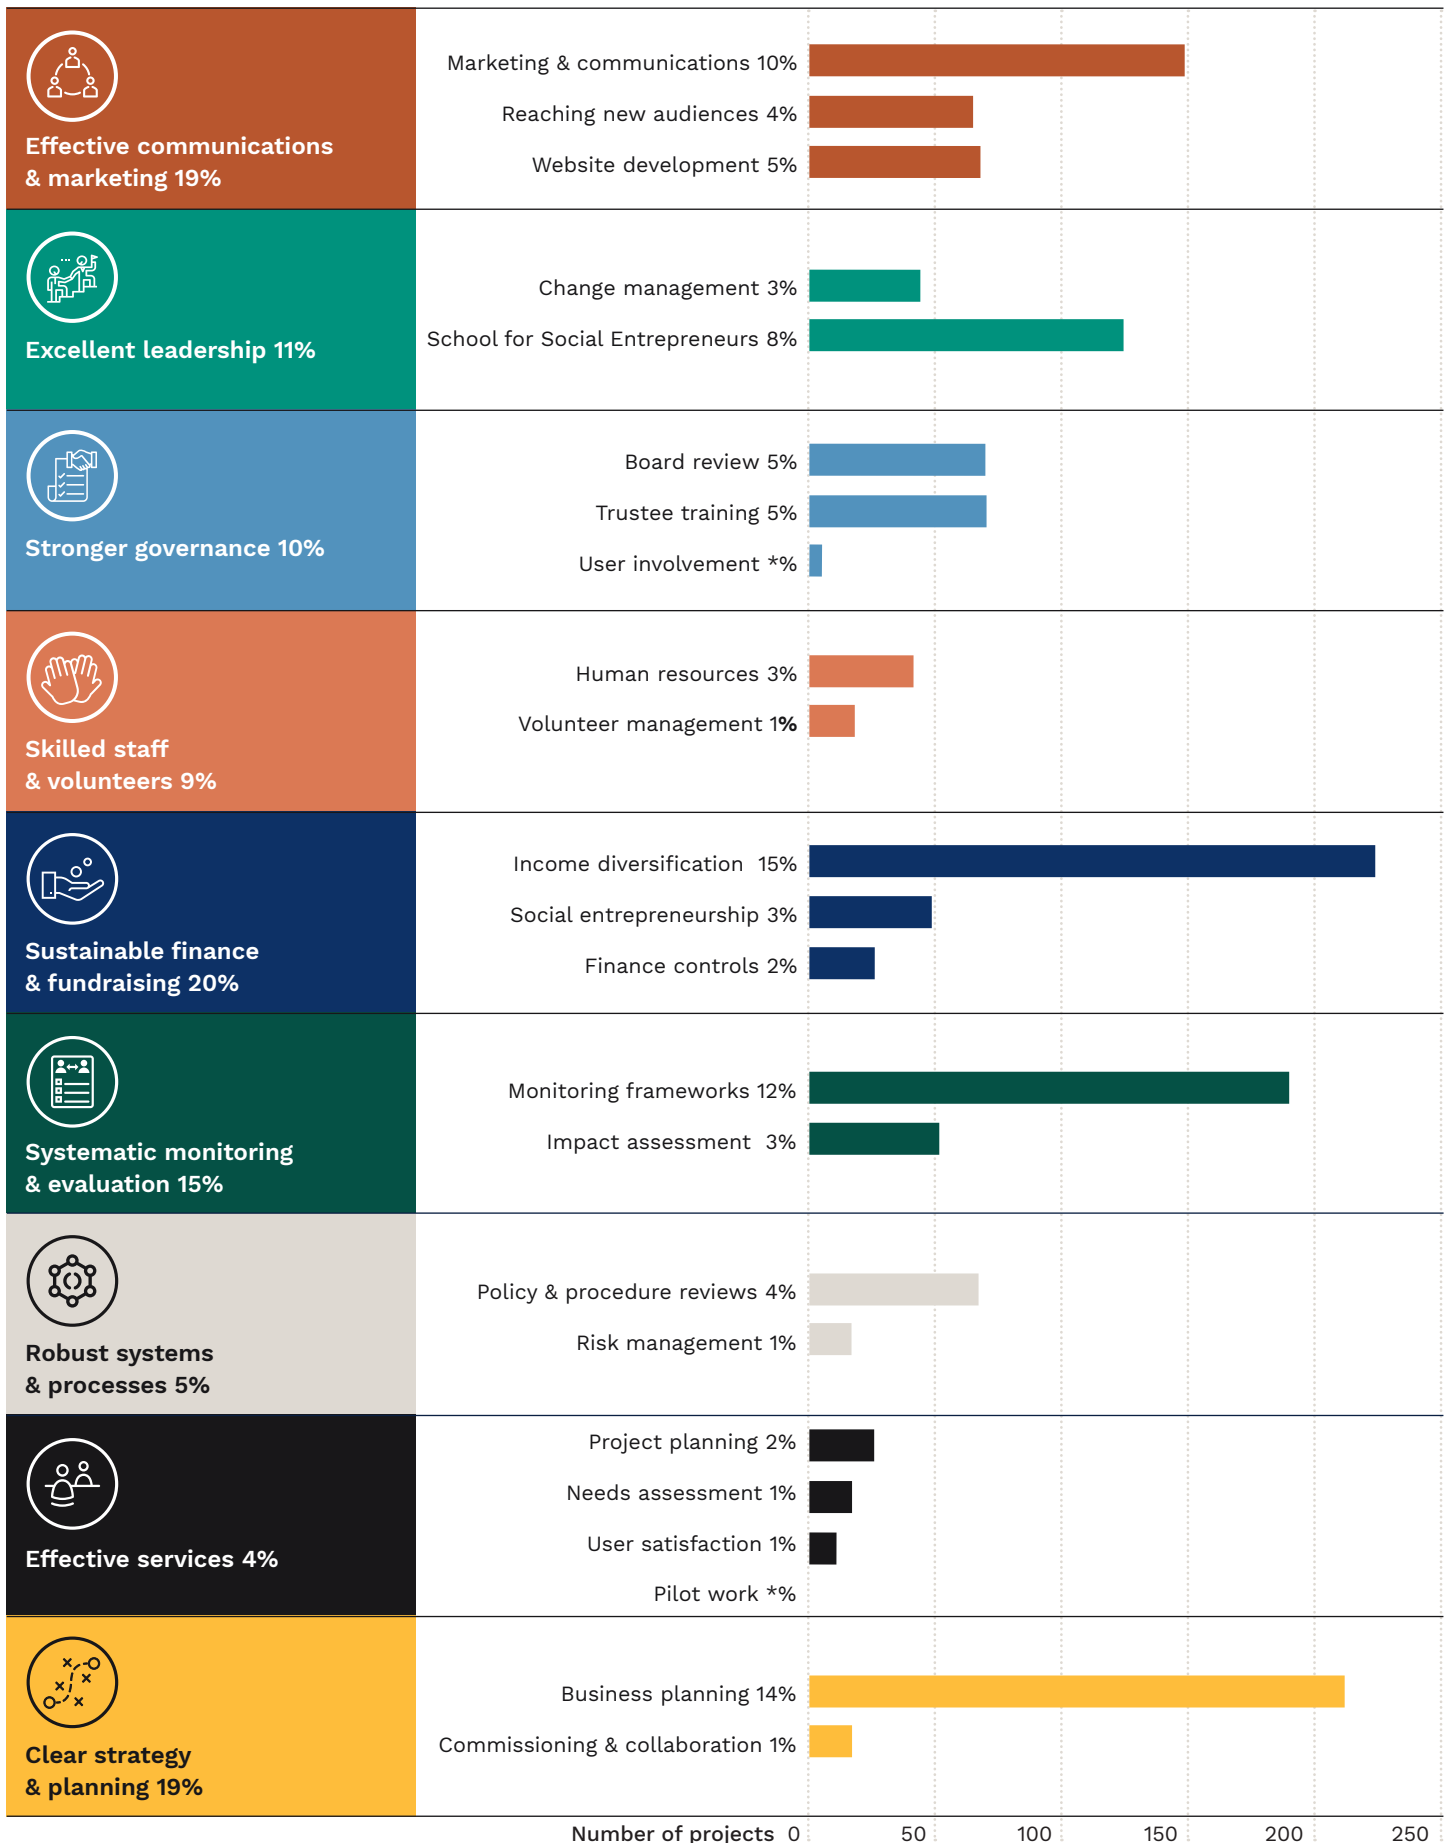 Effective communications
& marketing 19%
Marketing & communications 10%
Reaching new audiences 4%
Website development 5%
Excellent leadership 11%
Change management 3%
School for Social Entrepreneurs 8%
Stronger governance 10%
Board review 5%
Trustee training 5%
User involvement *%
Skilled staff
& volunteers 9%
Human resources 3%
Volunteer management 1%
Sustainable finance
& fundraising 20%
Income diversification 15%
Social entrepreneurship 3%
Finance controls 2%
Systematic monitoring
& evaluation 15%
Monitoring frameworks 12%
Impact assessment 3%
Robust systems
& processes 5%
Policy & procedure reviews 4%
Risk management 1%
Effective services 4%
Project planning 2%
Needs assessment 1%
User satisfaction 1%
Pilot work *%
Clear strategy
& planning 19%
Business planning 14%
Commissioning & collaboration 1%
Number of projects 0 50 100 150 200 250